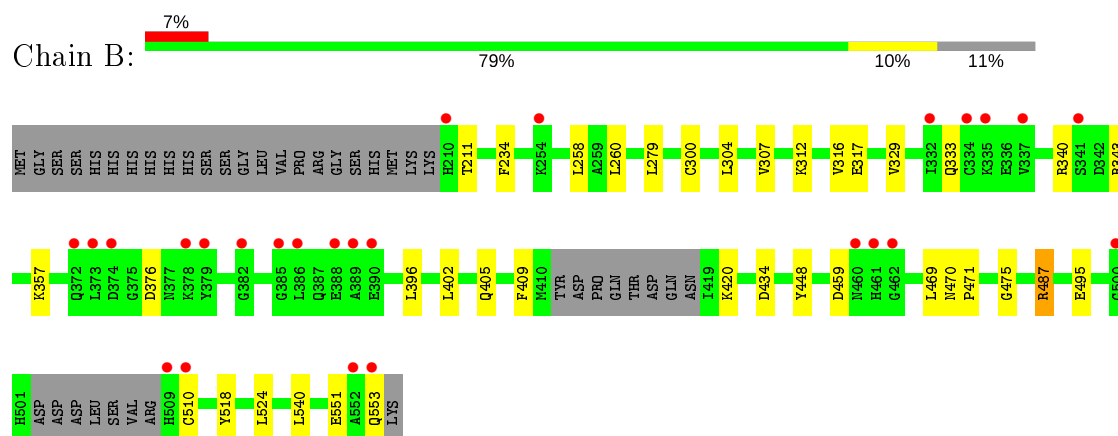 7%
Chain B:
79% 10% 11%
MET GLY SER SER HIS HIS HIS HIS HIS HIS SER SER GLY LEU VAL PRO ARG GLY SER HIS MET LYS LYS H210 T211 F234 K254 L258 A259 L260 L279 C300 L304 V307 K312 V316 E317 V329 I332 Q333 C334 K335 E336 V337 R340 S341 D342
K357 Q372 L373 D374 G375 D376 N377 K378 Y379 G382 G385 L386 Q387 E388 A389 E390 L396 L402 Q405 F409 M410 TYR ASP PRO GLN THR ASP GLN ASN I419 K420 D434 Y448 D459 N460 H461 G462 L469 N470 P471 G475 R487 E495
H501 ASP ASP ASP LEU SER VAL ARG H509 C510 Y518 L524 L540 E551 A552 Q553 LYS